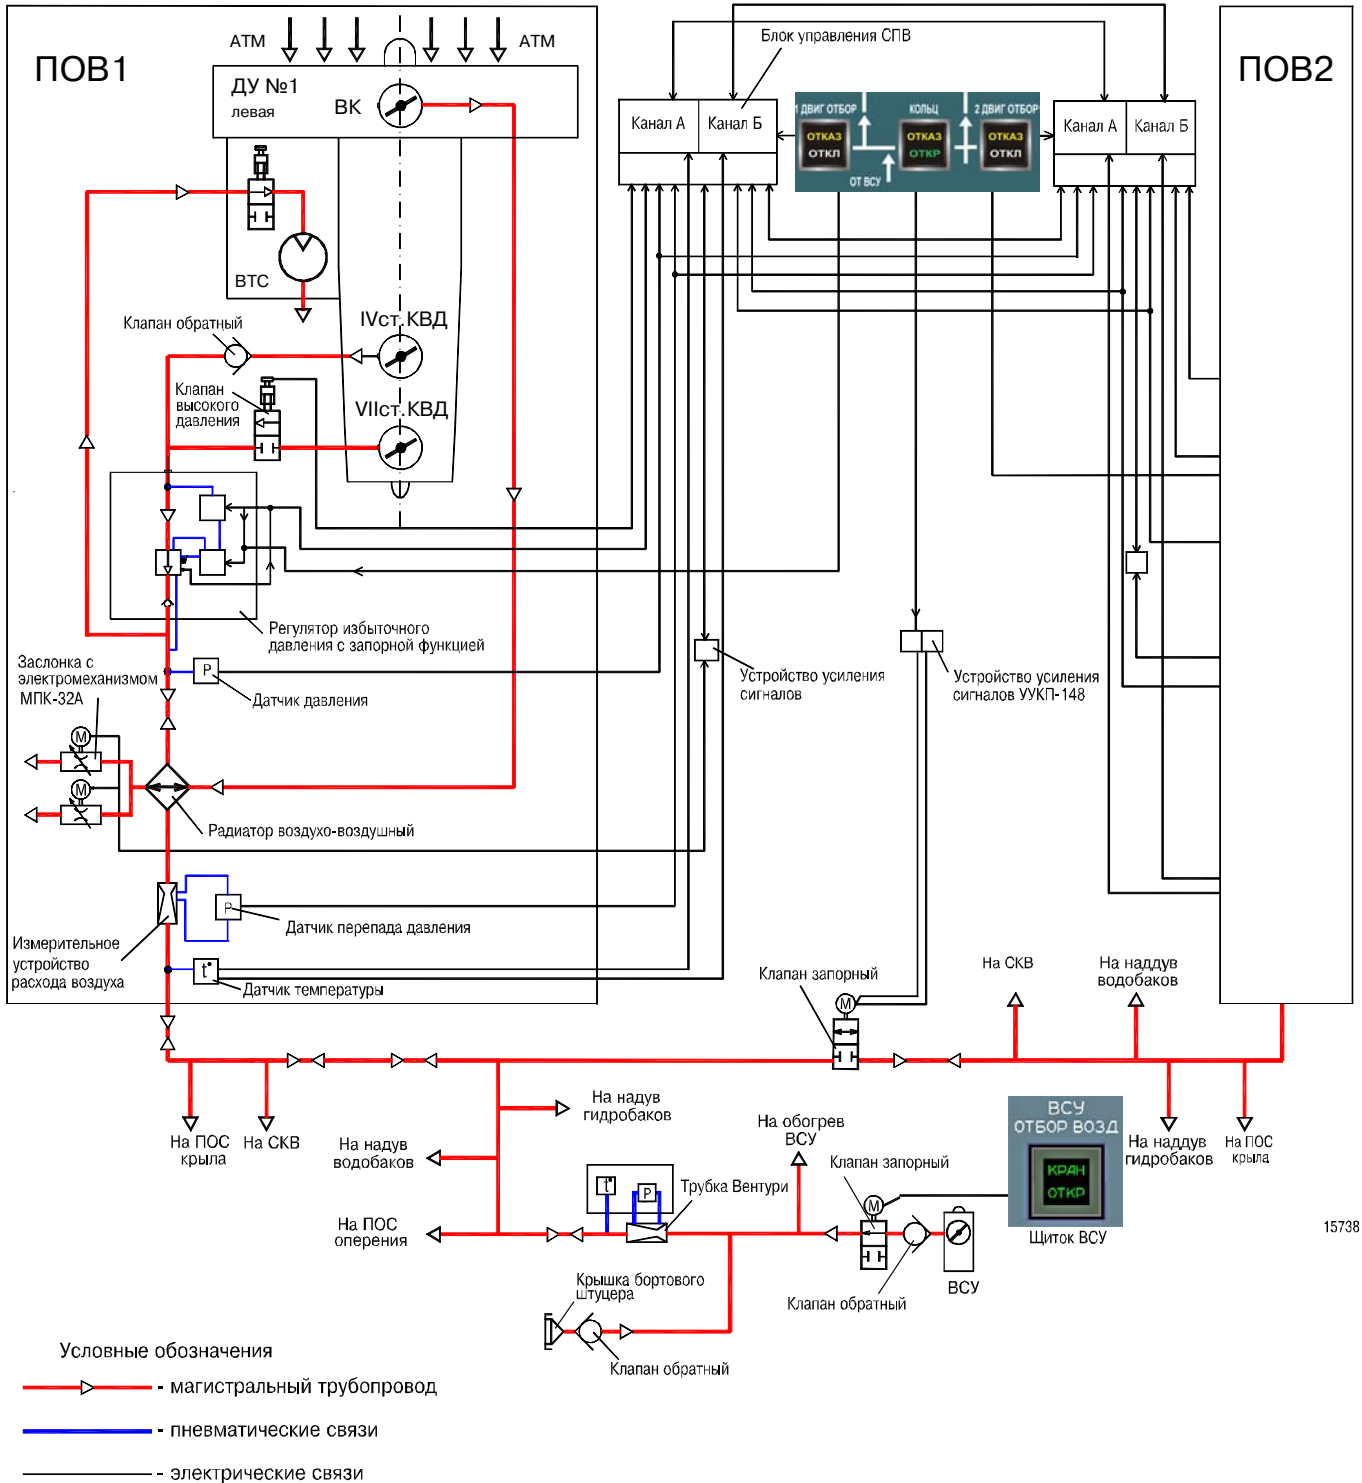 ПОВ1
АТМ
АТМ
ДУ №1
левая
ВК
ВТС
Клапан обратный
IVст.КВД
Клапан
высокого
давления
VIIст.КВД
Регулятор избыточного
давления с запорной функцией
Заслонка с
электромеханизмом
МПК-32А
P
Датчик давления
M
M
Радиатор воздухо-воздушный
P
Датчик перепада давления
Измерительное
устройство
расхода воздуха
t°
Датчик температуры
Блок управления СПВ
Канал А
Канал Б
1 ДВИГ ОТБОР
КОЛЬЦ
2 ДВИГ ОТБОР
ОТКАЗ
ОТКЛ
ОТКАЗ
ОТКР
ОТКАЗ
ОТКЛ
ОТ ВСУ
Канал А
Канал Б
ПОВ2
Устройство усиления
сигналов
Устройство усиления
сигналов УУКП-148
Клапан запорный
M
На СКВ
На наддув
водобаков
На ПОС
крыла
На СКВ
На надув
гидробаков
На надув
водобаков
На ПОС
оперения
t°
P
Трубка Вентури
На обогрев
ВСУ
Клапан запорный
M
Клапан обратный
ВСУ
ВСУ
ОТБОР ВОЗД
КРАН
ОТКР
Щиток ВСУ
На наддув
гидробаков
На ПОС
крыла
Крышка бортового
штуцера
Клапан обратный
15738
Условные обозначения
- магистральный трубопровод
- пневматические связи
- электрические связи